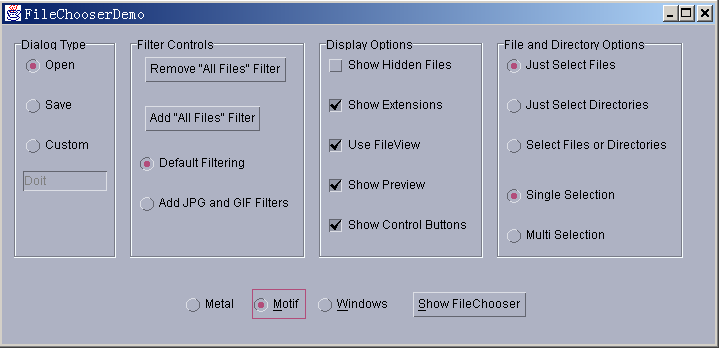 FileChooserDemo
Dialog Type
Open
Save
Custom
Doit
Filter Controls
Remove "All Files" Filter
Add "All Files" Filter
Default Filtering
Add JPG and GIF Filters
Display Options
Show Hidden Files
Show Extensions
Use FileView
Show Preview
Show Control Buttons
File and Directory Options
Just Select Files
Just Select Directories
Select Files or Directories
Single Selection
Multi Selection
Metal
Motif
Windows
Show FileChooser